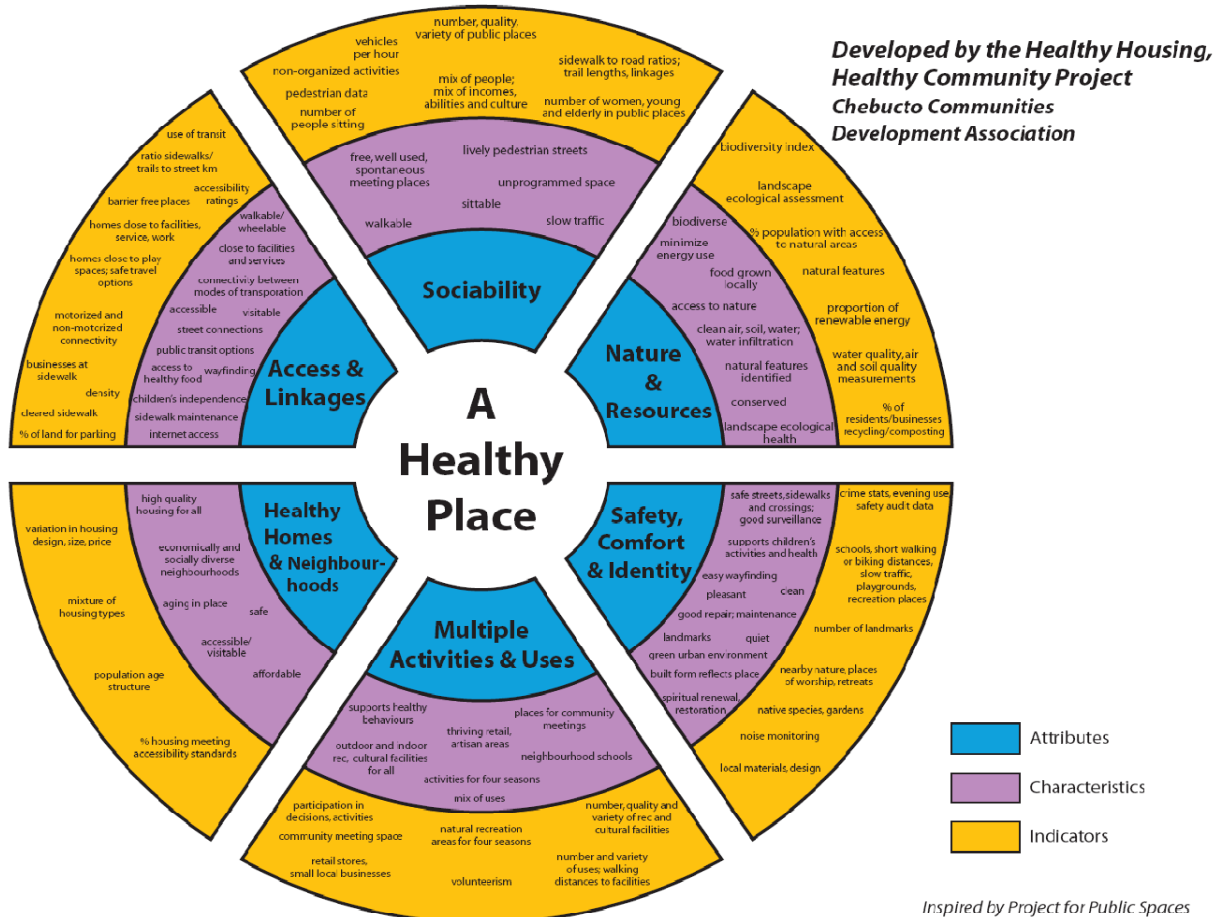 Developed by the Healthy Housing,
Healthy Community Project
Chebucto Communities
Development Association
A
Healthy
Place
Sociability
number, quality,
variety of public places
vehicles
per hour
non-organized activities
sidewalk to road ratios;
trail lengths, linkages
pedestrian data
mix of people;
mix of incomes,
abilities and culture
number of
people sitting
number of women, young
and elderly in public places
lively pedestrian streets
free, well used,
spontaneous
meeting places
unprogrammed space
sittable
walkable
slow traffic
Nature
&
Resources
biodiversity index
landscape
ecological assessment
% population with access
to natural areas
natural features
proportion of
renewable energy
water quality, air
and soil quality
measurements
% of
residents/businesses
recycling/composting
biodiverse
minimize
energy use
food grown
locally
access to nature
clean air, soil, water;
water infiltration
natural features
identified
conserved
landscape ecological
health
Safety,
Comfort
& Identity
safe streets, sidewalks
and crossings;
good surveillance
supports children's
activities and health
easy wayfinding
pleasant
clean
good repair; maintenance
landmarks
quiet
green urban environment
built form reflects place
spiritual renewal,
restoration
crime stats, evening use,
safety audit data
schools, short walking
or biking distances,
slow traffic,
playgrounds,
recreation places
number of landmarks
nearby nature, places
of worship, retreats
native species, gardens
noise monitoring
local materials, design
Multiple
Activities & Uses
supports healthy
behaviours
places for community
meetings
thriving retail,
artisan areas
outdoor and indoor
rec, cultural facilities
for all
neighbourhood schools
activities for four seasons
mix of uses
participation in
decisions, activities
number, quality and
variety of rec and
cultural facilities
community meeting space
natural recreation
areas for four seasons
retail stores,
small local businesses
number and variety
of uses; walking
distances to facilities
volunteerism
Healthy
Homes
& Neighbour-
hoods
high quality
housing for all
economically and
socially diverse
neighbourhoods
aging in place
safe
accessible/
visitable
affordable
variation in housing
design, size, price
mixture of
housing types
population age
structure
% housing meeting
accessibility standards
Access &
Linkages
use of transit
ratio sidewalks/
trails to street km
accessibility
ratings
barrier free places
homes close to facilities,
service, work
homes close to play
spaces; safe travel
options
motorized and
non-motorized
connectivity
businesses at
sidewalk
density
cleared sidewalk
% of land for parking
walkable/
wheelable
close to facilities
and services
connectivity between
modes of transporation
accessible
visitable
street connections
public transit options
access to
healthy food
wayfinding
children's independence
sidewalk maintenance
internet access
Attributes
Characteristics
Indicators
Inspired by Project for Public Spaces